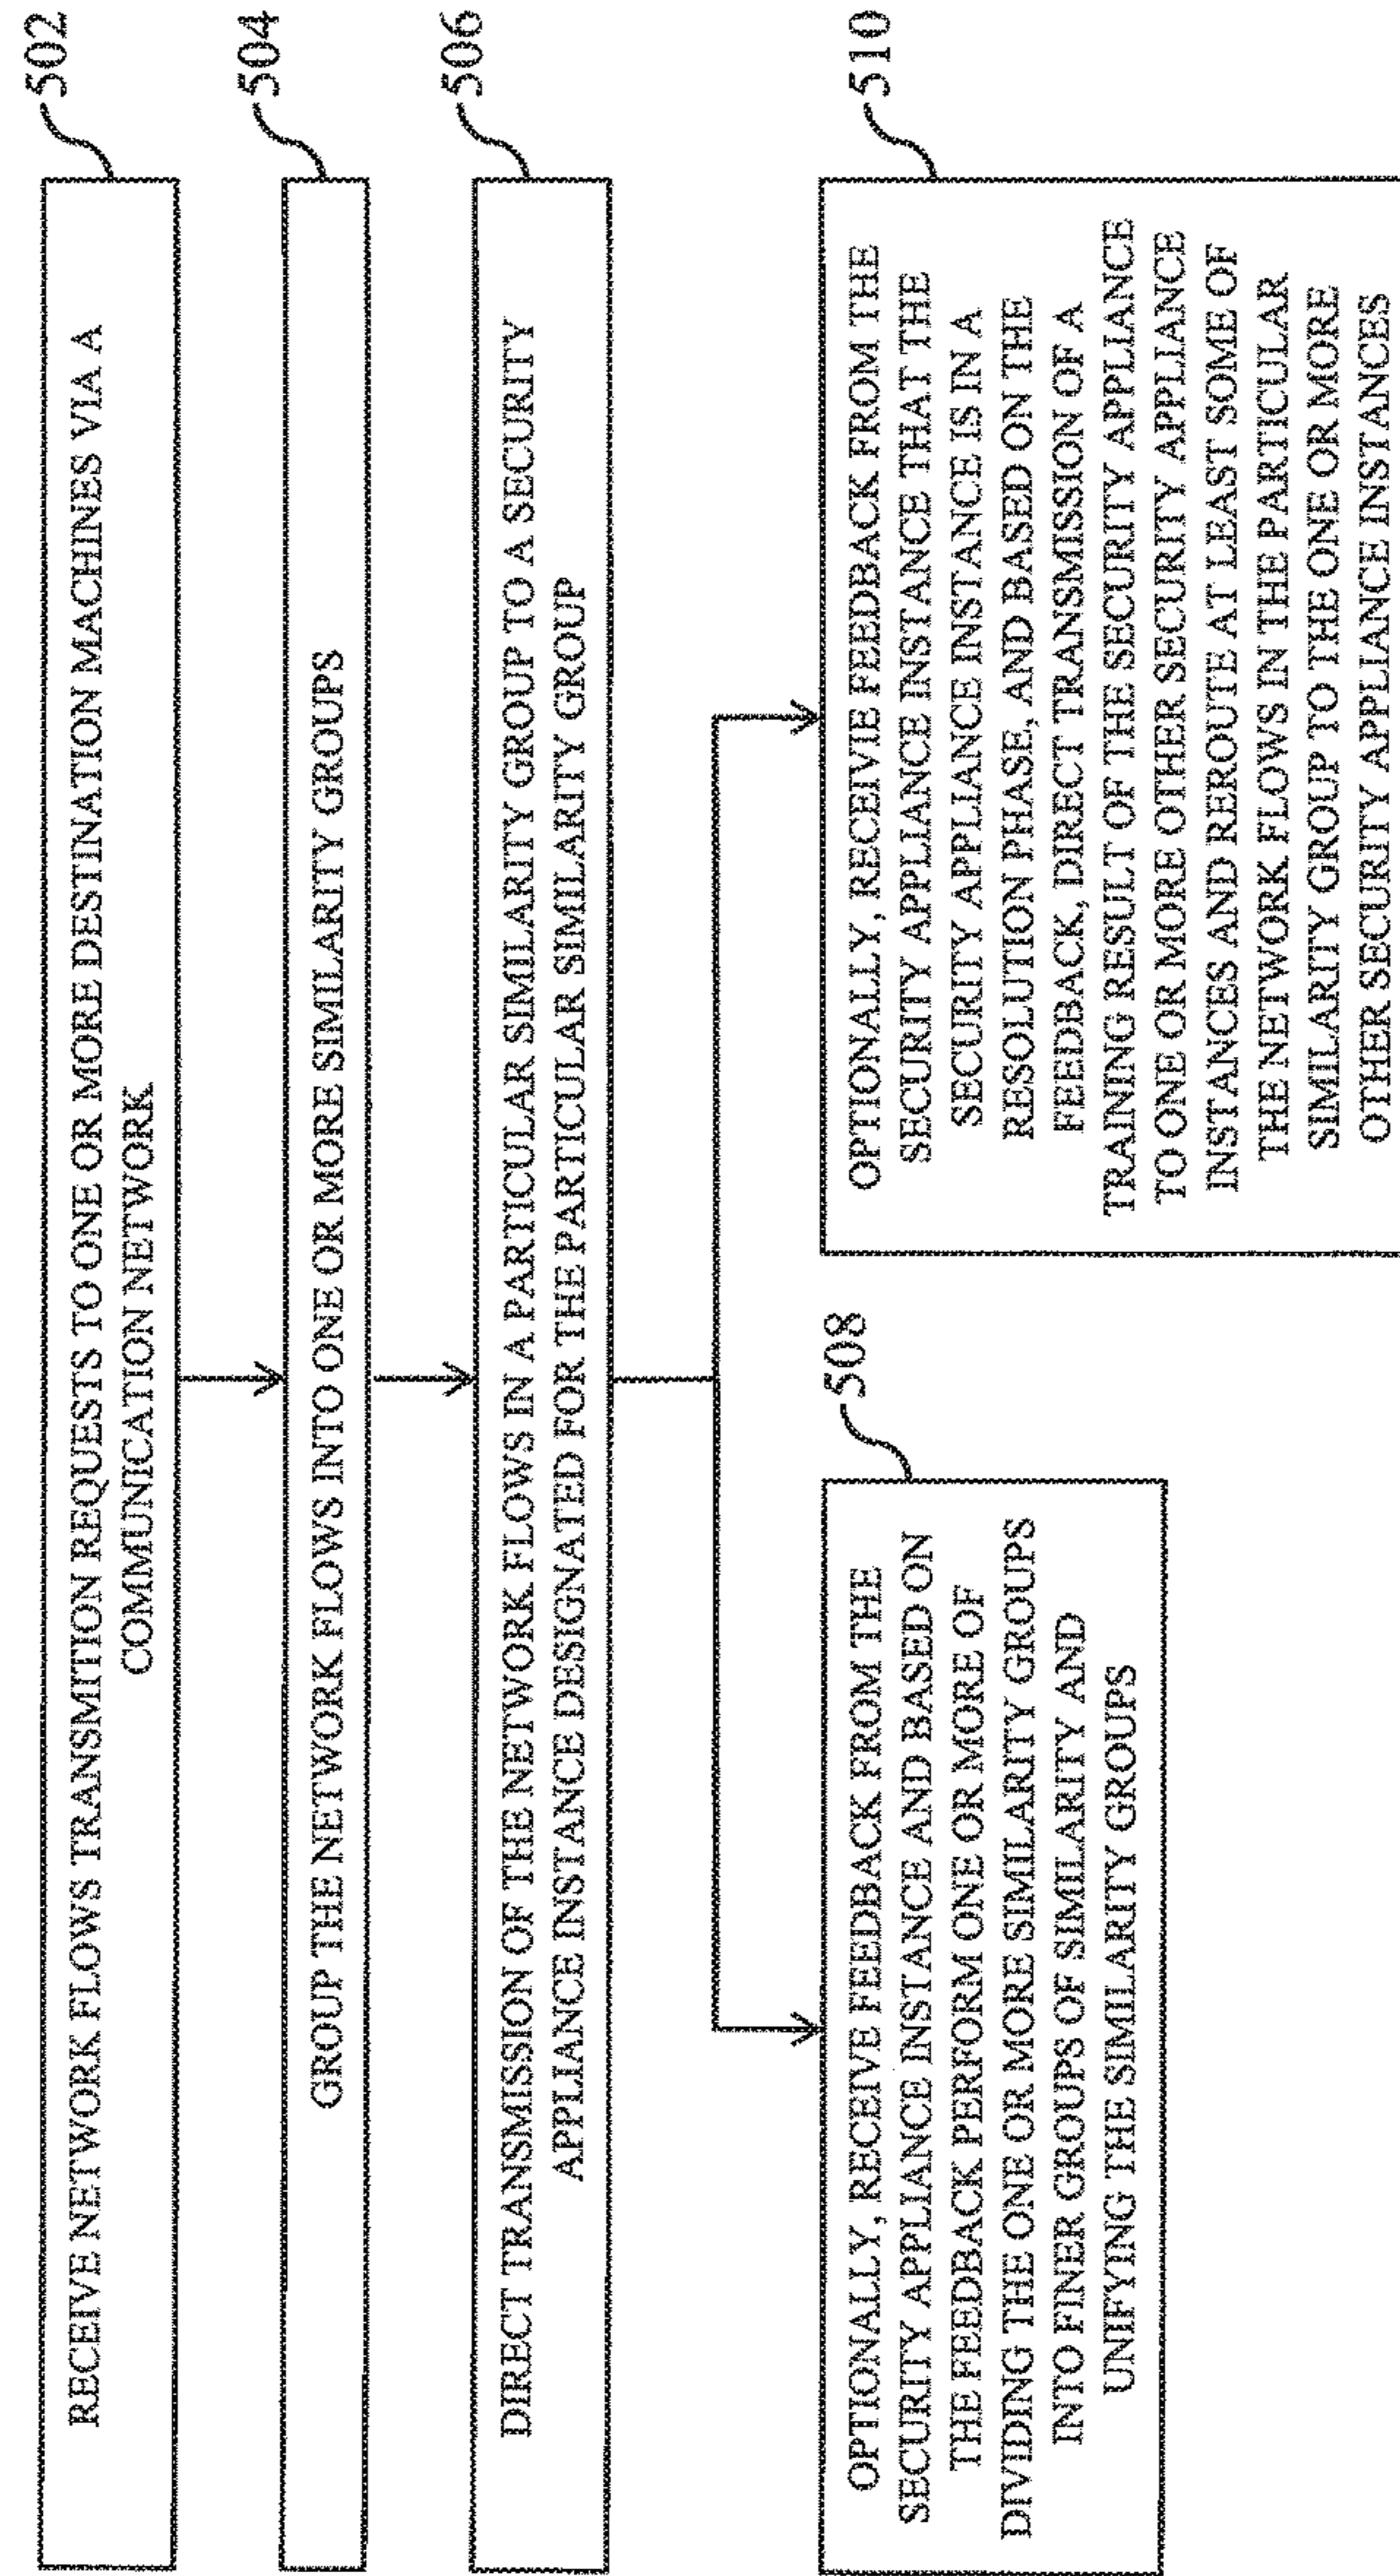 RECEIVE NETWORK FLOWS TRANSMITION REQUESTS TO ONE OR MORE DESTINATION MACHINES VIA A
COMMUNICATION NETWORK
502
GROUP THE NETWORK FLOWS INTO ONE OR MORE SIMILARITY GROUPS
504
DIRECT TRANSMISSION OF THE NETWORK FLOWS IN A PARTICULAR SIMILARITY GROUP TO A SECURITY
APPLIANCE INSTANCE DESIGNATED FOR THE PARTICULAR SIMILARITY GROUP
506
OPTIONALLY, RECEIVE FEEDBACK FROM THE
SECURITY APPLIANCE INSTANCE AND BASED ON
THE FEEDBACK PERFORM ONE OR MORE OF
DIVIDING THE ONE OR MORE SIMILARITY GROUPS
INTO FINER GROUPS OF SIMILARITY AND
UNIFYING THE SIMILARITY GROUPS
508
OPTIONALLY, RECEIVIE FEEDBACK FROM THE
SECURITY APPLIANCE INSTANCE THAT THE
SECURITY APPLIANCE INSTANCE IS IN A
RESOLUTION PHASE, AND BASED ON THE
FEEDBACK, DIRECT TRANSMISSION OF A
TRAINING RESULT OF THE SECURITY APPLIANCE
TO ONE OR MORE OTHER SECURITY APPLIANCE
INSTANCES AND REROUTE AT LEAST SOME OF
THE NETWORK FLOWS IN THE PARTICULAR
SIMILARITY GROUP TO THE ONE OR MORE
OTHER SECURITY APPLIANCE INSTANCES
510